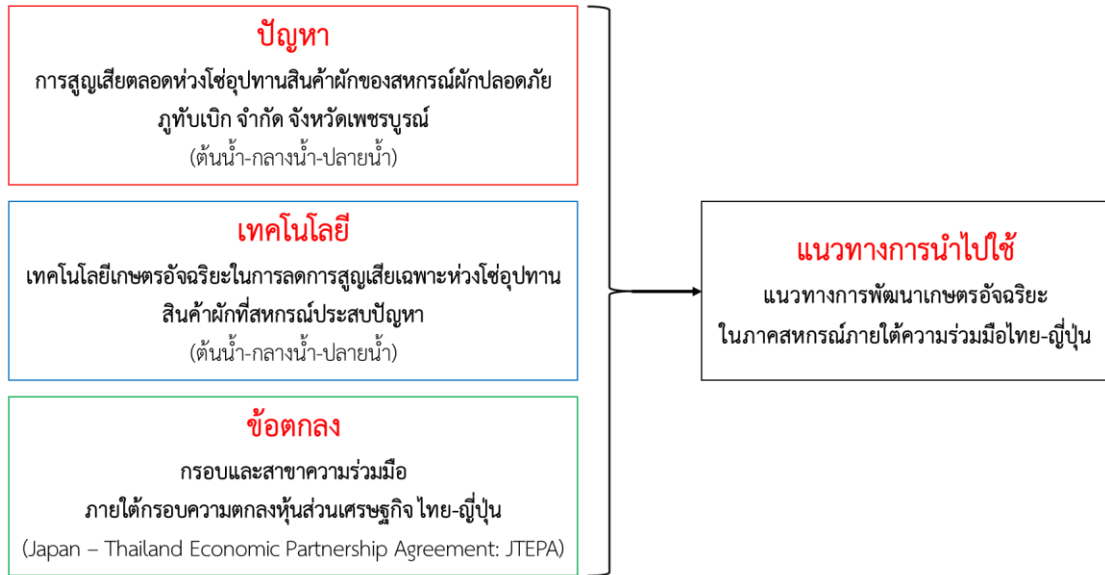 ปัญหา
การสูญเสียตลอดห่วงโซ่อุปทานสินค้าผักของสหกรณ์ผักปลอดภัย
ภูทับเบิก จำกัด จังหวัดเพชรบูรณ์
(ต้นน้ำ-กลางน้ำ-ปลายน้ำ)
เทคโนโลยี
เทคโนโลยีเกษตรอัจฉริยะในการลดการสูญเสียเฉพาะห่วงโซ่อุปทาน
สินค้าผักที่สหกรณ์ประสบปัญหา
(ต้นน้ำ-กลางน้ำ-ปลายน้ำ)
ข้อตกลง
กรอบและสาขาความร่วมมือ
ภายใต้กรอบความตกลงหุ้นส่วนเศรษฐกิจ ไทย-ญี่ปุ่น
(Japan – Thailand Economic Partnership Agreement: JTEPA)
แนวทางการนำไปใช้
แนวทางการพัฒนาเกษตรอัจฉริยะ
ในภาคสหกรณ์ภายใต้ความร่วมมือไทย-ญี่ปุ่น